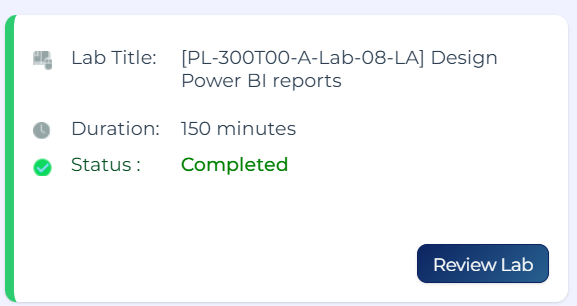 Lab Title: [PL-300T00-A-Lab-08-LA] Design
Power BI reports
Duration: 150 minutes
Status : Completed
Review Lab